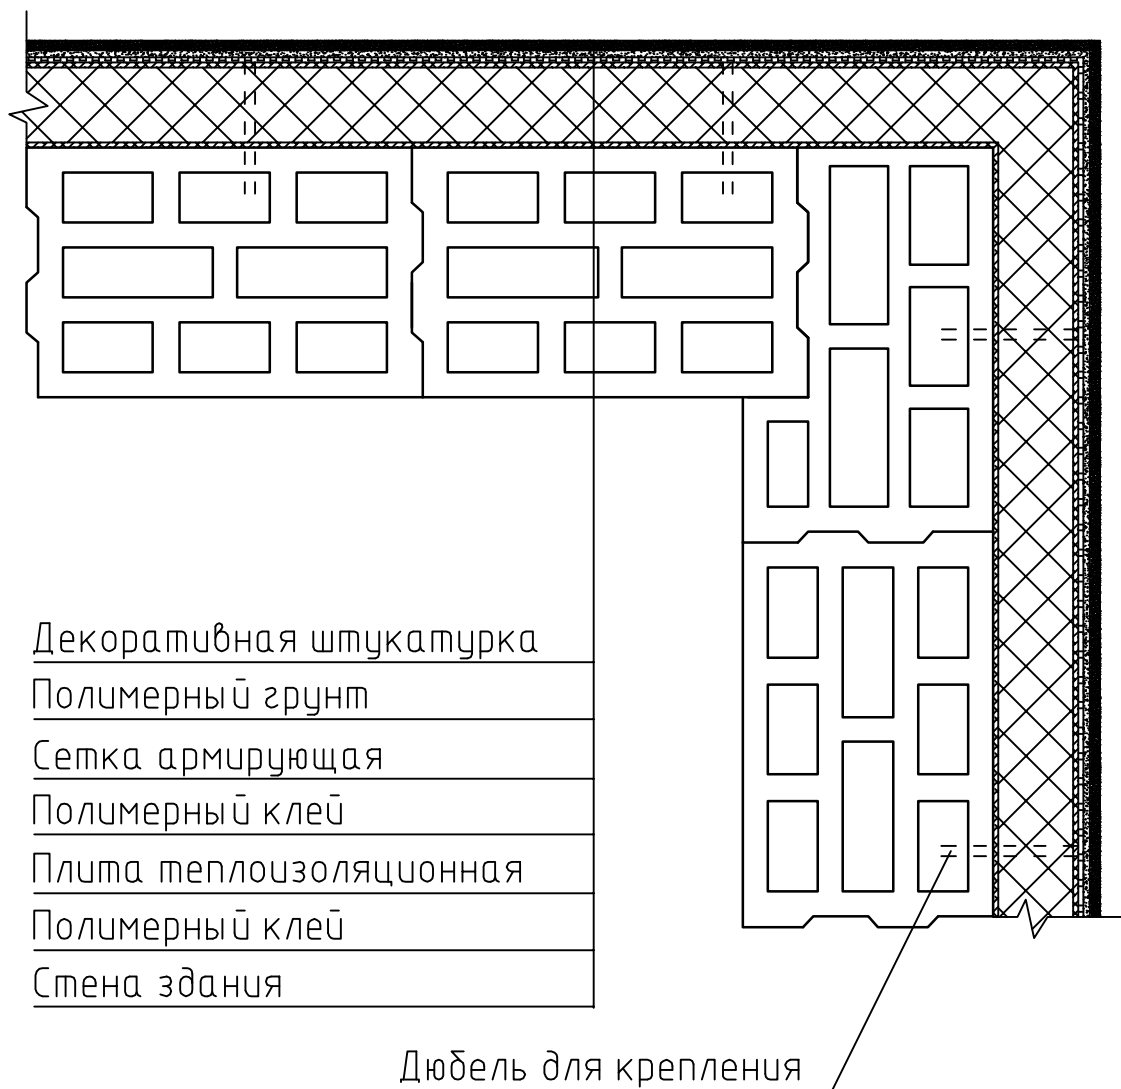 Декоративная штукатурка
Полимерный грунт
Сетка армирующая
Полимерный клей
Плита теплоизоляционная
Полимерный клей
Стена здания
Дюбель для крепления